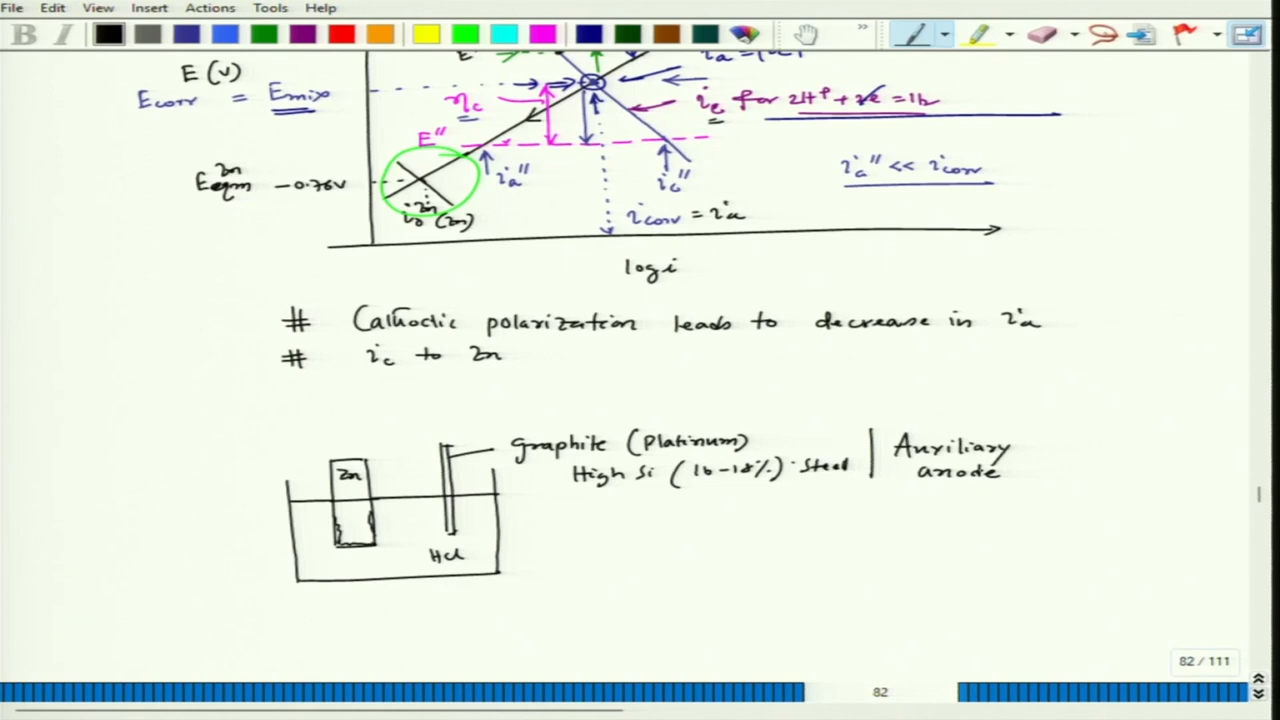 File Edit View Insert Actions Tools Help
B I
E (v)
Ecorr = Emix
ηc
ic for 2H⁺ + 2e = H2
E"
ia"
ic"
ia" << icorr
Zn
Eeqm -0.76V
i0 Zn (Zn)
icorr = ia
log i
# Cathodic polarization leads to decrease in ia
# ic to Zn
Zn
graphite (Platinum)
High Si (16-18%) Steel
Auxiliary
anode
HCl
82 / 111
82